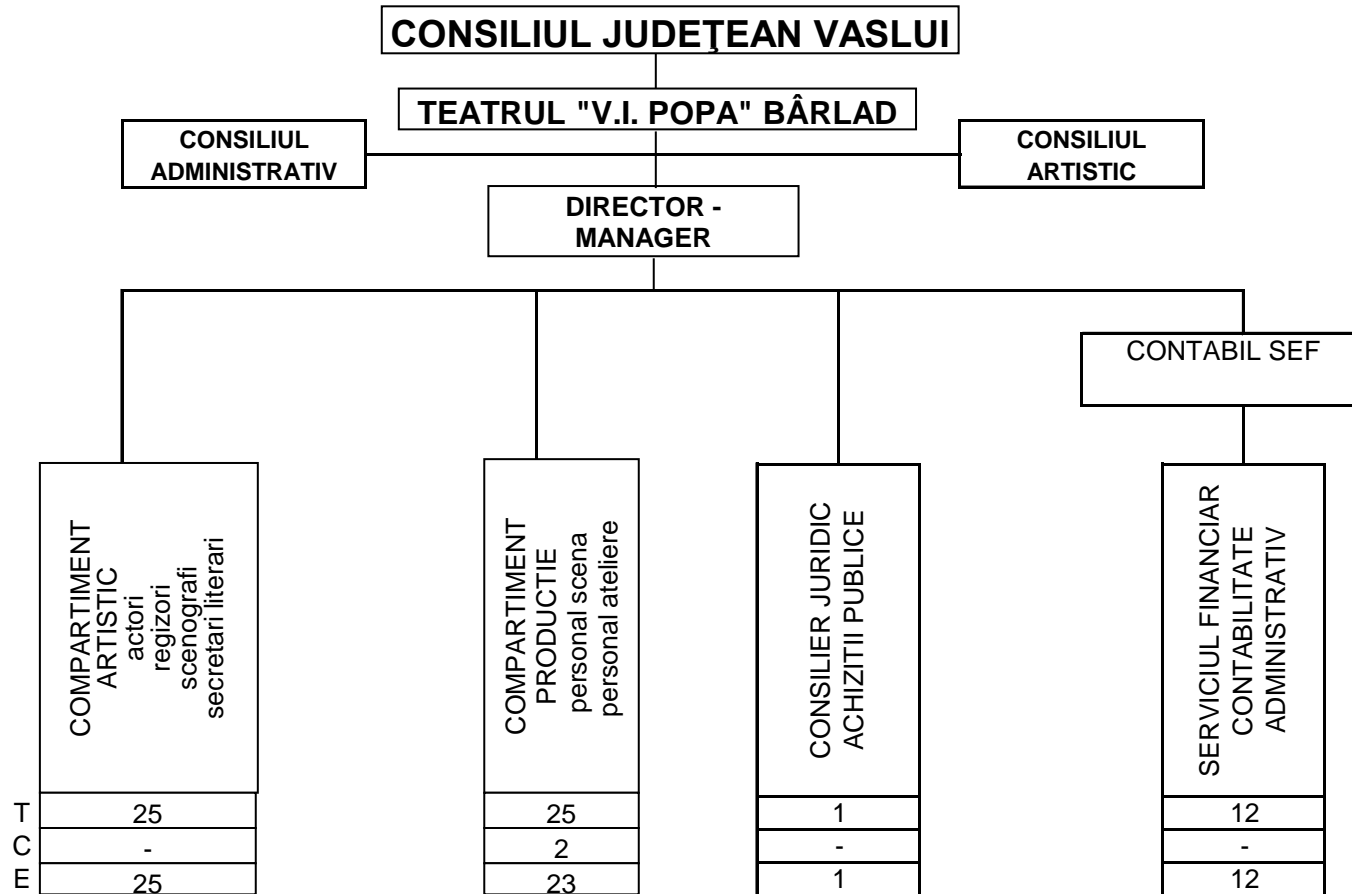 CONSILIUL JUDEŢEAN VASLUI
TEATRUL "V.I. POPA" BÂRLAD
CONSILIUL
ADMINISTRATIV
CONSILIUL
ARTISTIC
DIRECTOR -
MANAGER
CONTABIL SEF
COMPARTIMENT
ARTISTIC
actori
regizori
scenografi
secretari literari
COMPARTIMENT
PRODUCTIE
personal scena
personal ateliere
CONSILIER JURIDIC
ACHIZITII PUBLICE
SERVICIUL FINANCIAR
CONTABILITATE
ADMINISTRATIV
T 25 25 1 12
C - 2 - -
E 25 23 1 12